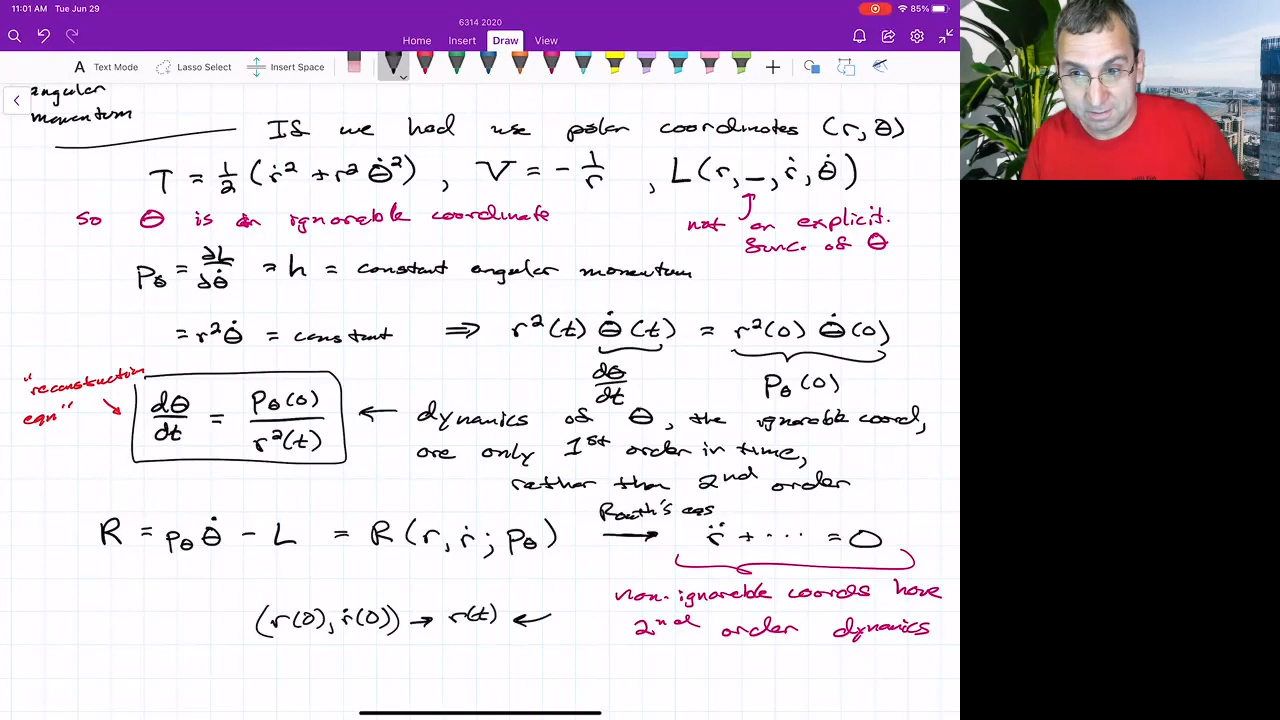 11:01 AM Tue Jun 29
85%
6314 2020
Home Insert Draw View
Text Mode Lasso Select Insert Space
angular
momentum
If we had use polar coordinates (r, θ)
T = 1/2 (ṙ² + r² θ̇²) , V = - 1/r , L(r, _, ṙ, θ̇)
so θ is an ignorable coordinate
not an explicit
func. of θ
pθ = ∂L/∂θ̇ = h = constant angular momentum
= r²θ̇ = constant ⟹ r²(t) θ̇(t) = r²(0) θ̇(0)
dθ/dt pθ(0)
"reconstruction
eqn"
dθ/dt = pθ(0)/r²(t) ← dynamics of θ, the ignorable coord,
are only 1st order in time,
rather than 2nd order
Routh's eqs
R = pθ θ̇ - L = R(r, ṙ; pθ) → r̈ + ··· = 0
non-ignorable coords have
2nd order dynamics
(r(0), ṙ(0)) → r(t) ←